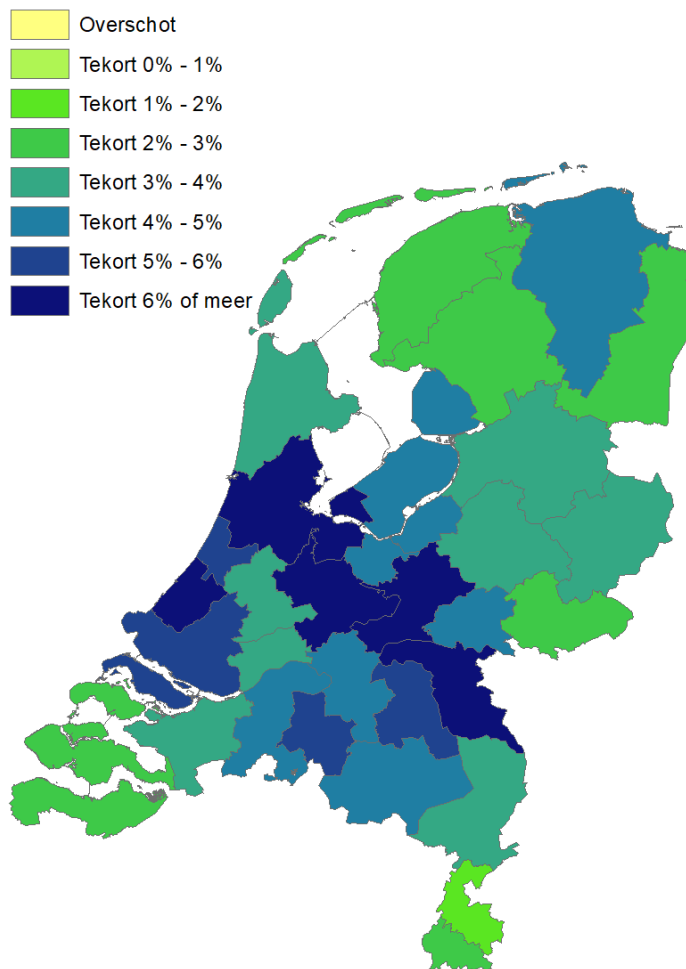 Overschot
Tekort 0% - 1%
Tekort 1% - 2%
Tekort 2% - 3%
Tekort 3% - 4%
Tekort 4% - 5%
Tekort 5% - 6%
Tekort 6% of meer